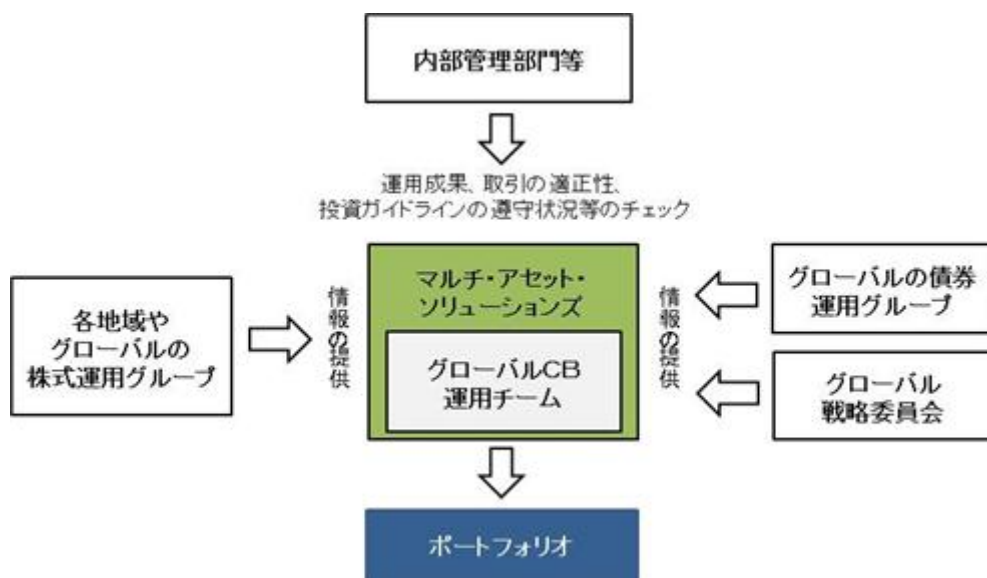 内部管理部門等
運用成果、取引の適正性、
投資ガイドラインの遵守状況等のチェック
各地域や
グローバルの
株式運用グループ
情報の提供
マルチ・アセット・
ソリューションズ
グローバルCB
運用チーム
情報の提供
グローバルの債券
運用グループ
グローバル
戦略委員会
ポートフォリオ